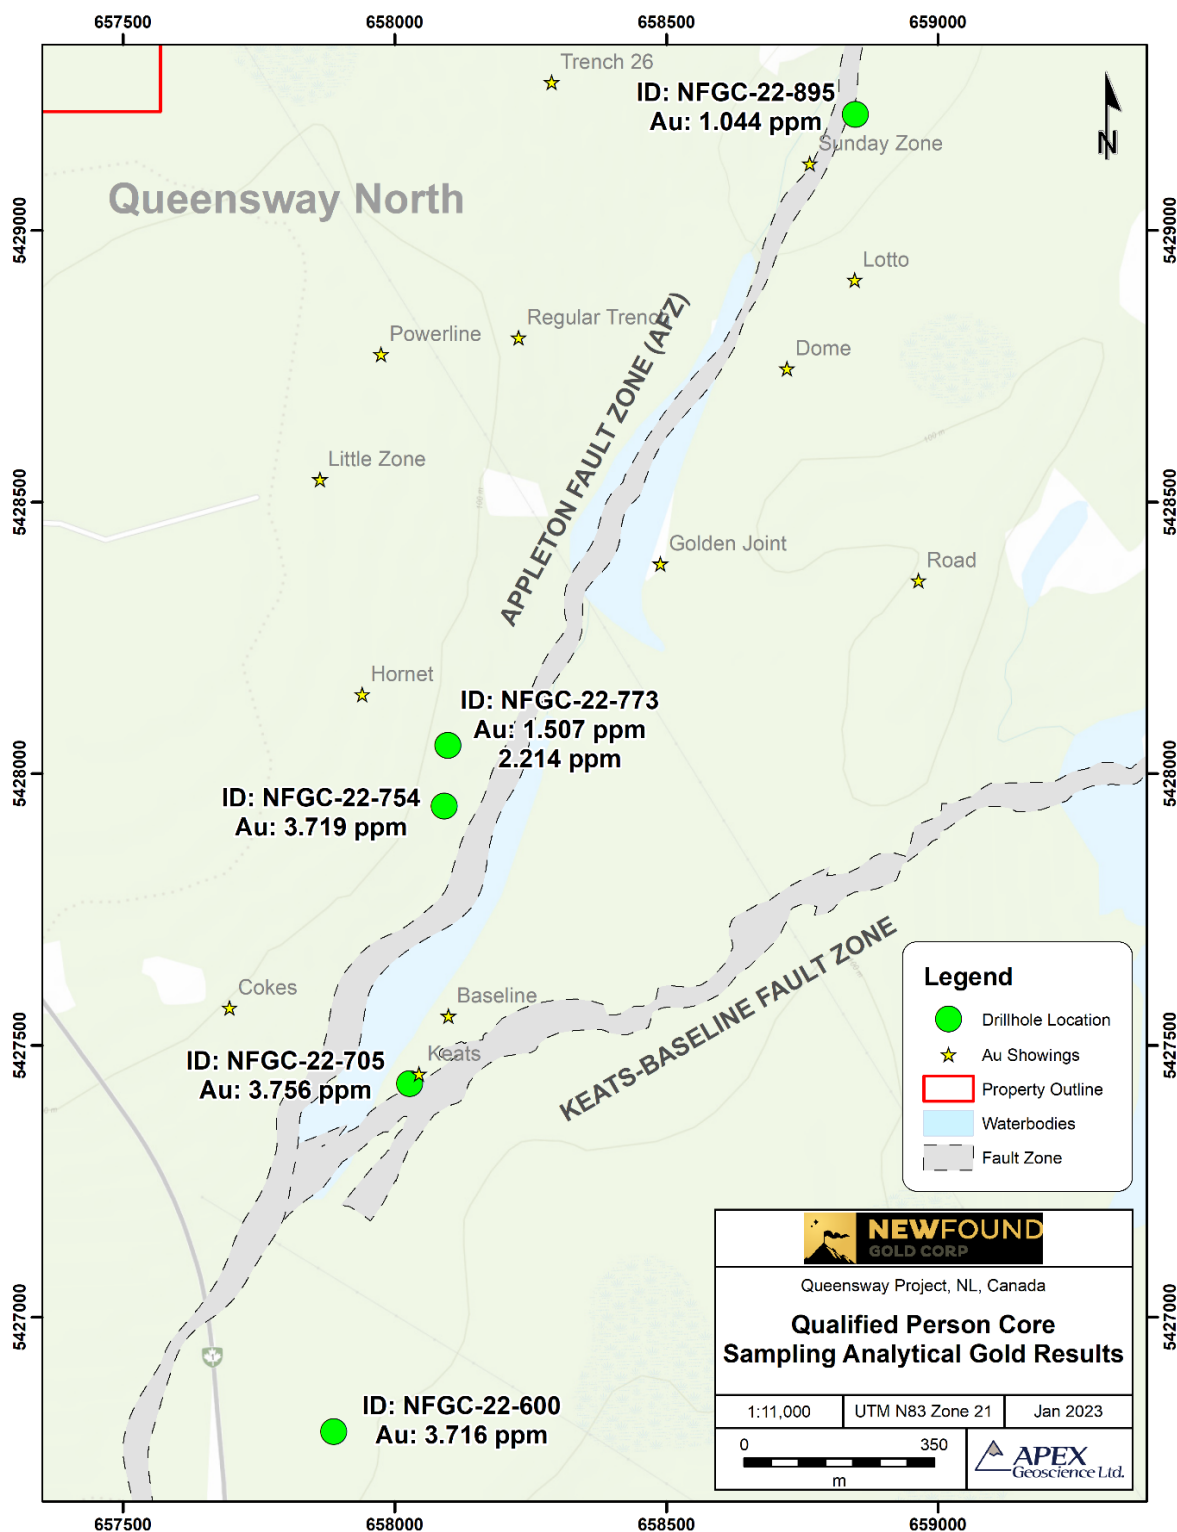 657500
658000
658500
659000
Trench 26
ID: NFGC-22-895
Au: 1.044 ppm
N
Sunday Zone
Queensway North
5429000
5429000
Lotto
Regular Trench
Powerline
Dome
APPLETON FAULT ZONE (AFZ)
Little Zone
5428500
5428500
Golden Joint
Road
Hornet
ID: NFGC-22-773
Au: 1.507 ppm
2.214 ppm
5428000
5428000
ID: NFGC-22-754
Au: 3.719 ppm
KEATS-BASELINE FAULT ZONE
Cokes
Baseline
5427500
5427500
Keats
ID: NFGC-22-705
Au: 3.756 ppm
Legend
Drillhole Location
Au Showings
Property Outline
Waterbodies
Fault Zone
NEWFOUND
GOLD CORP
Queensway Project, NL, Canada
Qualified Person Core
Sampling Analytical Gold Results
1:11,000
UTM N83 Zone 21
Jan 2023
0
350
m
APEX
Geoscience Ltd.
5427000
5427000
1
ID: NFGC-22-600
Au: 3.716 ppm
657500
658000
658500
659000